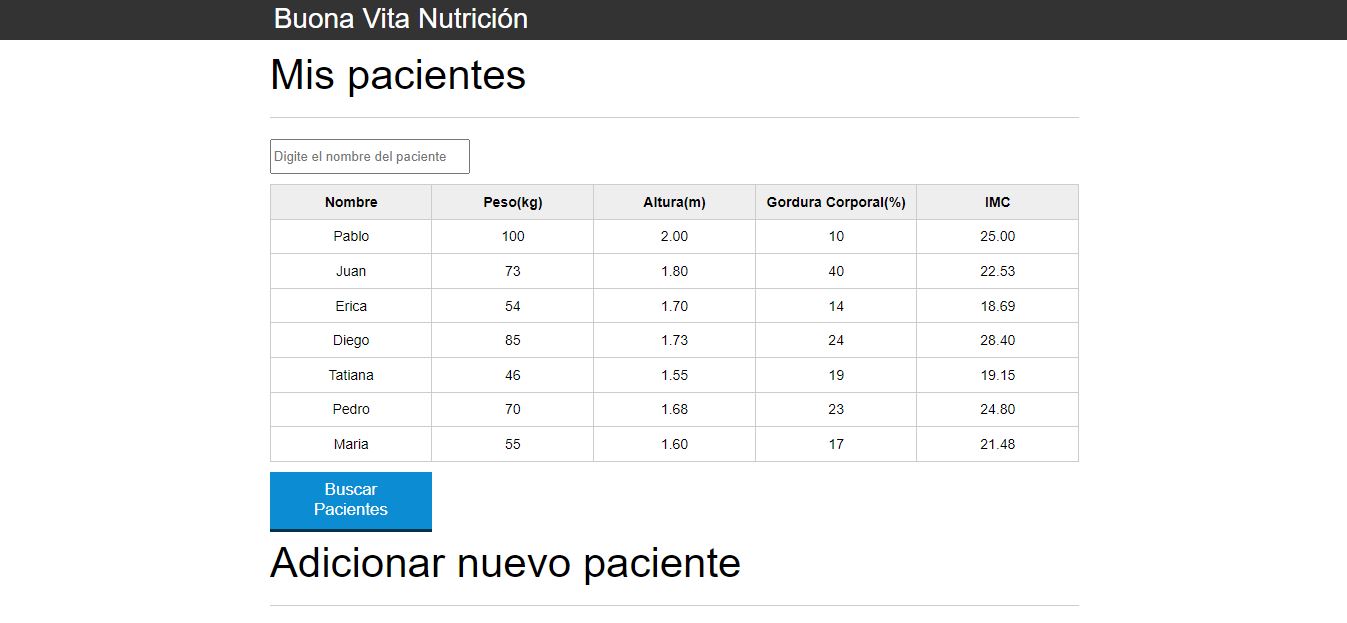 Buona Vita Nutrición
Mis pacientes
Digite el nombre del paciente
Nombre Peso(kg) Altura(m) Gordura Corporal(%) IMC
Pablo 100 2.00 10 25.00
Juan 73 1.80 40 22.53
Erica 54 1.70 14 18.69
Diego 85 1.73 24 28.40
Tatiana 46 1.55 19 19.15
Pedro 70 1.68 23 24.80
Maria 55 1.60 17 21.48
Buscar
Pacientes
Adicionar nuevo paciente